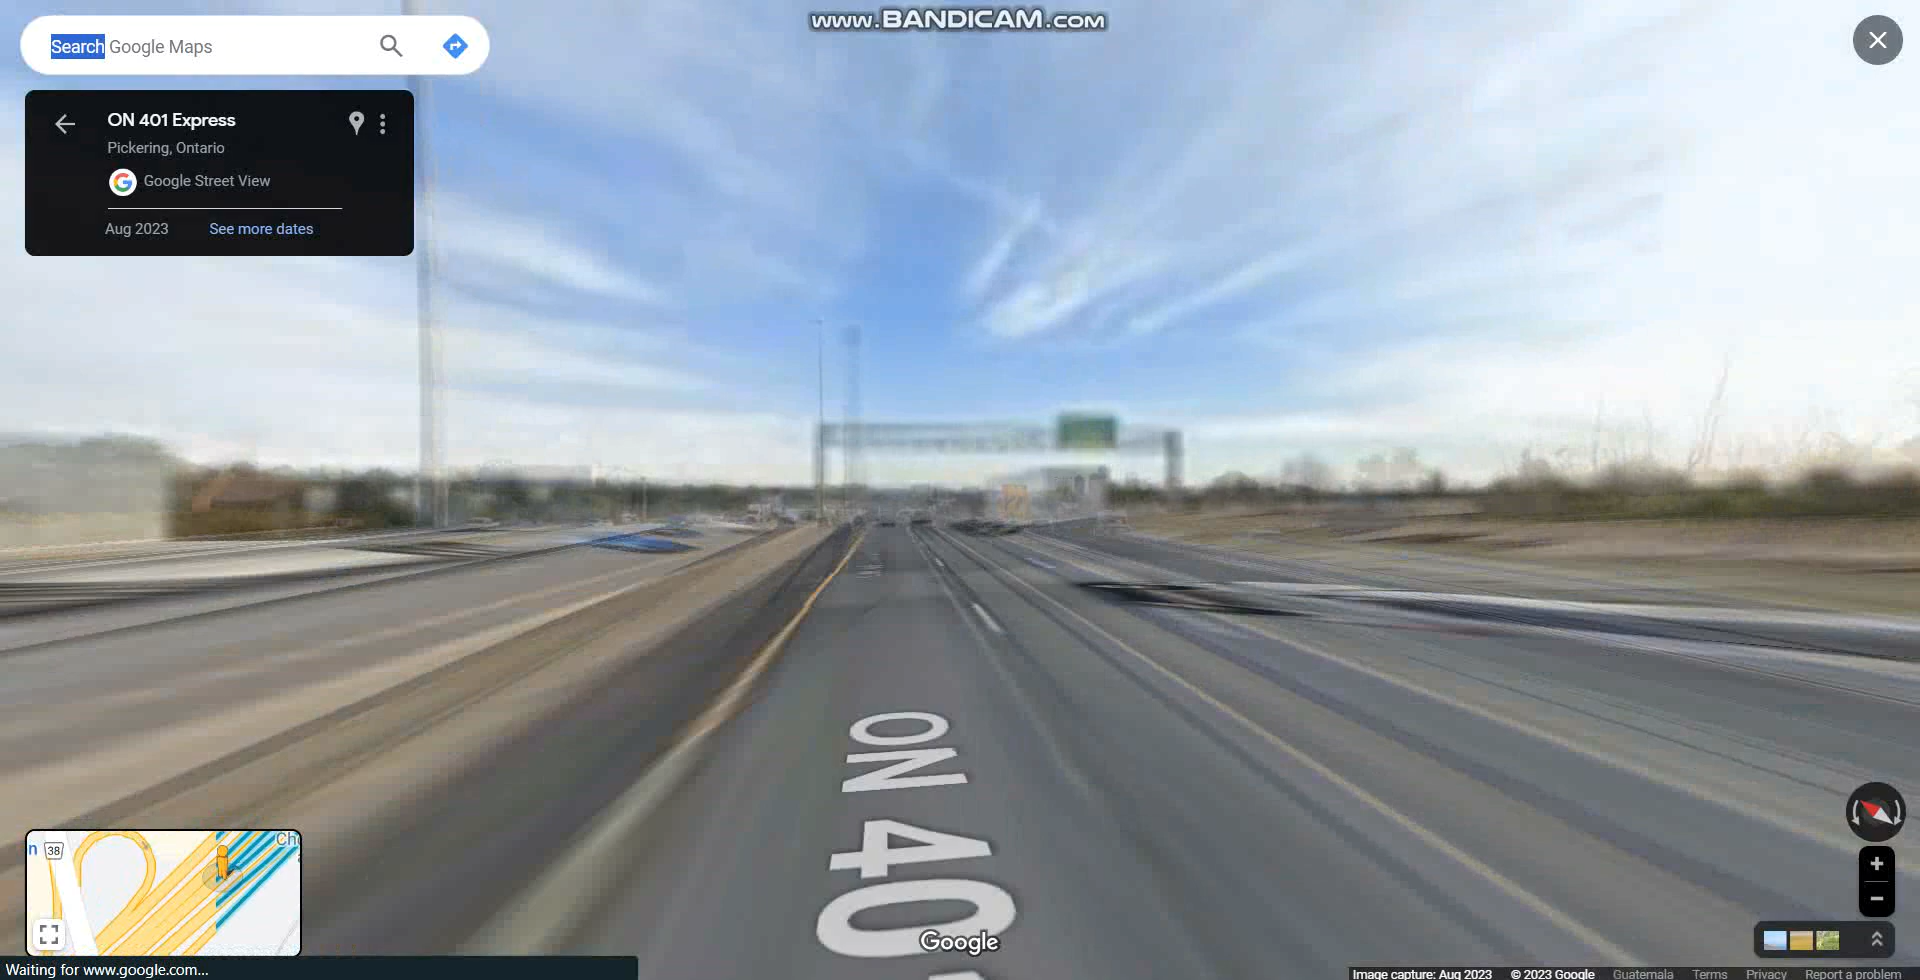 www.BANDICAM.com
Search Google Maps
ON 401 Express
Pickering, Ontario
Google Street View
Aug 2023 See more dates
ON 40
n 38
Ch
Google
Waiting for www.google.com...
Image capture: Aug 2023 © 2023 Google Guatemala Terms Privacy Report a problem